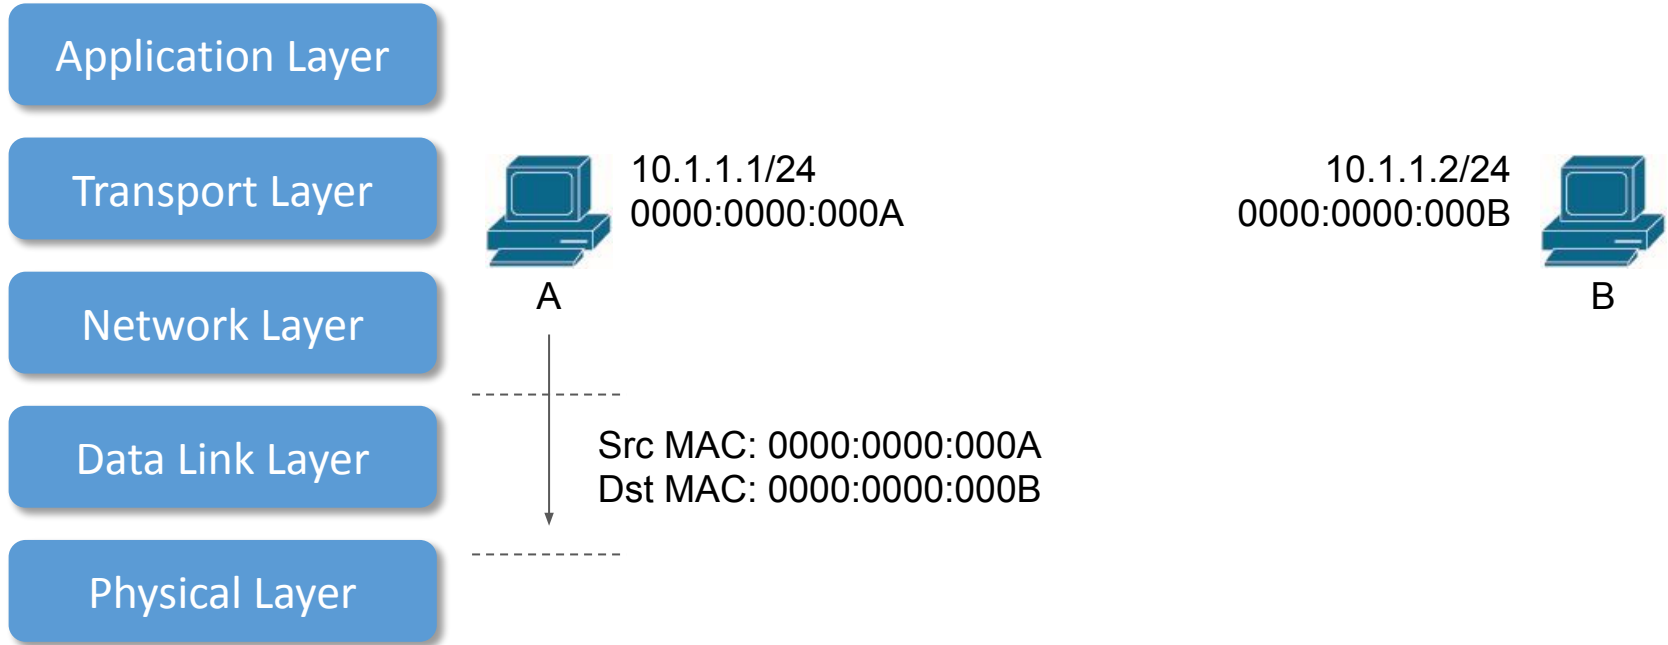 Application Layer
Transport Layer
Network Layer
Data Link Layer
Physical Layer
10.1.1.1/24
0000:0000:000A
A
Src MAC: 0000:0000:000A
Dst MAC: 0000:0000:000B
10.1.1.2/24
0000:0000:000B
B